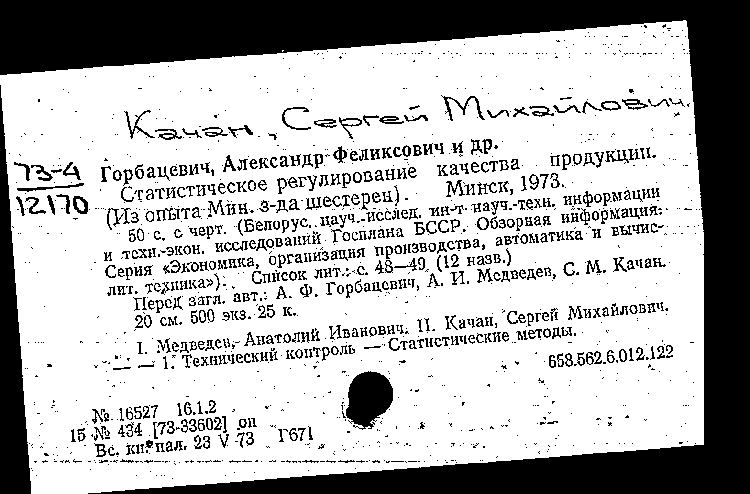 Качан, Сергей Михайлович.
73-4
12170
Горбацевич, Александр Феликсович и др.
Статистическое регулирование качества продукции.
(Из опыта Мин. з-да шестерен). Минск, 1973.
50 с. с черт. (Белорус. науч.-исслед. ин-т науч.-техн. информации
и техн.-экон. исследований Госплана БССР. Обзорная информация:
Серия «Экономика, организация производства, автоматика и вычис-
лит. техника»). Список лит.: с. 48—49 (12 назв.)
Перед загл. авт.: А. Ф. Горбацевич, А. И. Медведев, С. М. Качан.
20 см. 500 экз. 25 к.
I. Медведев, Анатолий Иванович. II. Качан, Сергей Михайлович.
— — 1. Технический контроль — Статистические методы.
658.562.6.012.122
№ 16527 16.1.2
15 № 434 [73-33602] он
Вс. кн. пал. 23 V 73 Г671